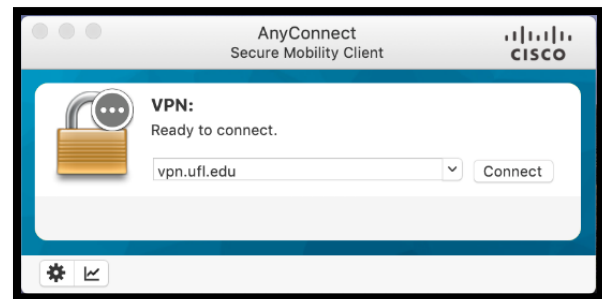 AnyConnect
Secure Mobility Client
CISCO
VPN:
Ready to connect.
vpn.ufl.edu
Connect